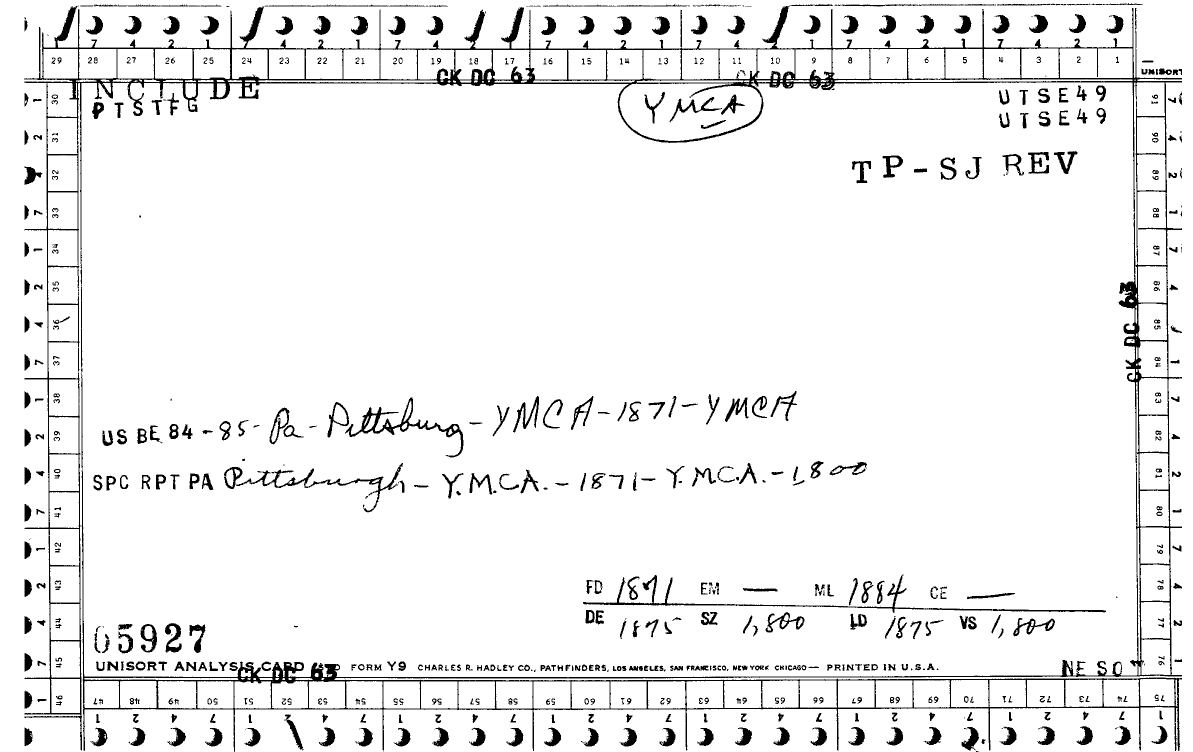 7 4 2 1 7 4 2 1 7 4 2 1 7 4 2 1 7 4 2 1 7 4 2 1
29 28 27 26 25 24 23 22 21 20 19 18 17 16 15 14 13 12 11 10 9 8 7 6 5 4 3 2 1
CK DC 63 CK DC 63
UNISORT
INCLUDE
PTSTFG
YMCA
UTSE49
UTSE49
TP-SJ REV
30 31 32 33 34 35 36 37 38 39 40 41 42 43 44 45 46
91 90 89 88 87 86 85 84 83 82 81 80 79 78 77 76 75
CK DC 63
US BE 84-85-Pa-Pittsburg-YMCA-1871-YMCA
SPC RPT PA Pittsburgh-Y.M.C.A.-1871-Y.M.C.A.-1800
FD 1871 EM — ML 1884 CE —
DE 1875 SZ 1,800 LD 1875 VS 1,800
05927
UNISORT ANALYSIS CARD FORM Y9 CHARLES R. HADLEY CO., PATHFINDERS, LOS ANGELES, SAN FRANCISCO, NEW YORK CHICAGO — PRINTED IN U.S.A.
CK DC 63
NE SO
47 48 49 50 51 52 53 54 55 56 57 58 59 60 61 62 63 64 65 66 67 68 69 70 71 72 73 74 75